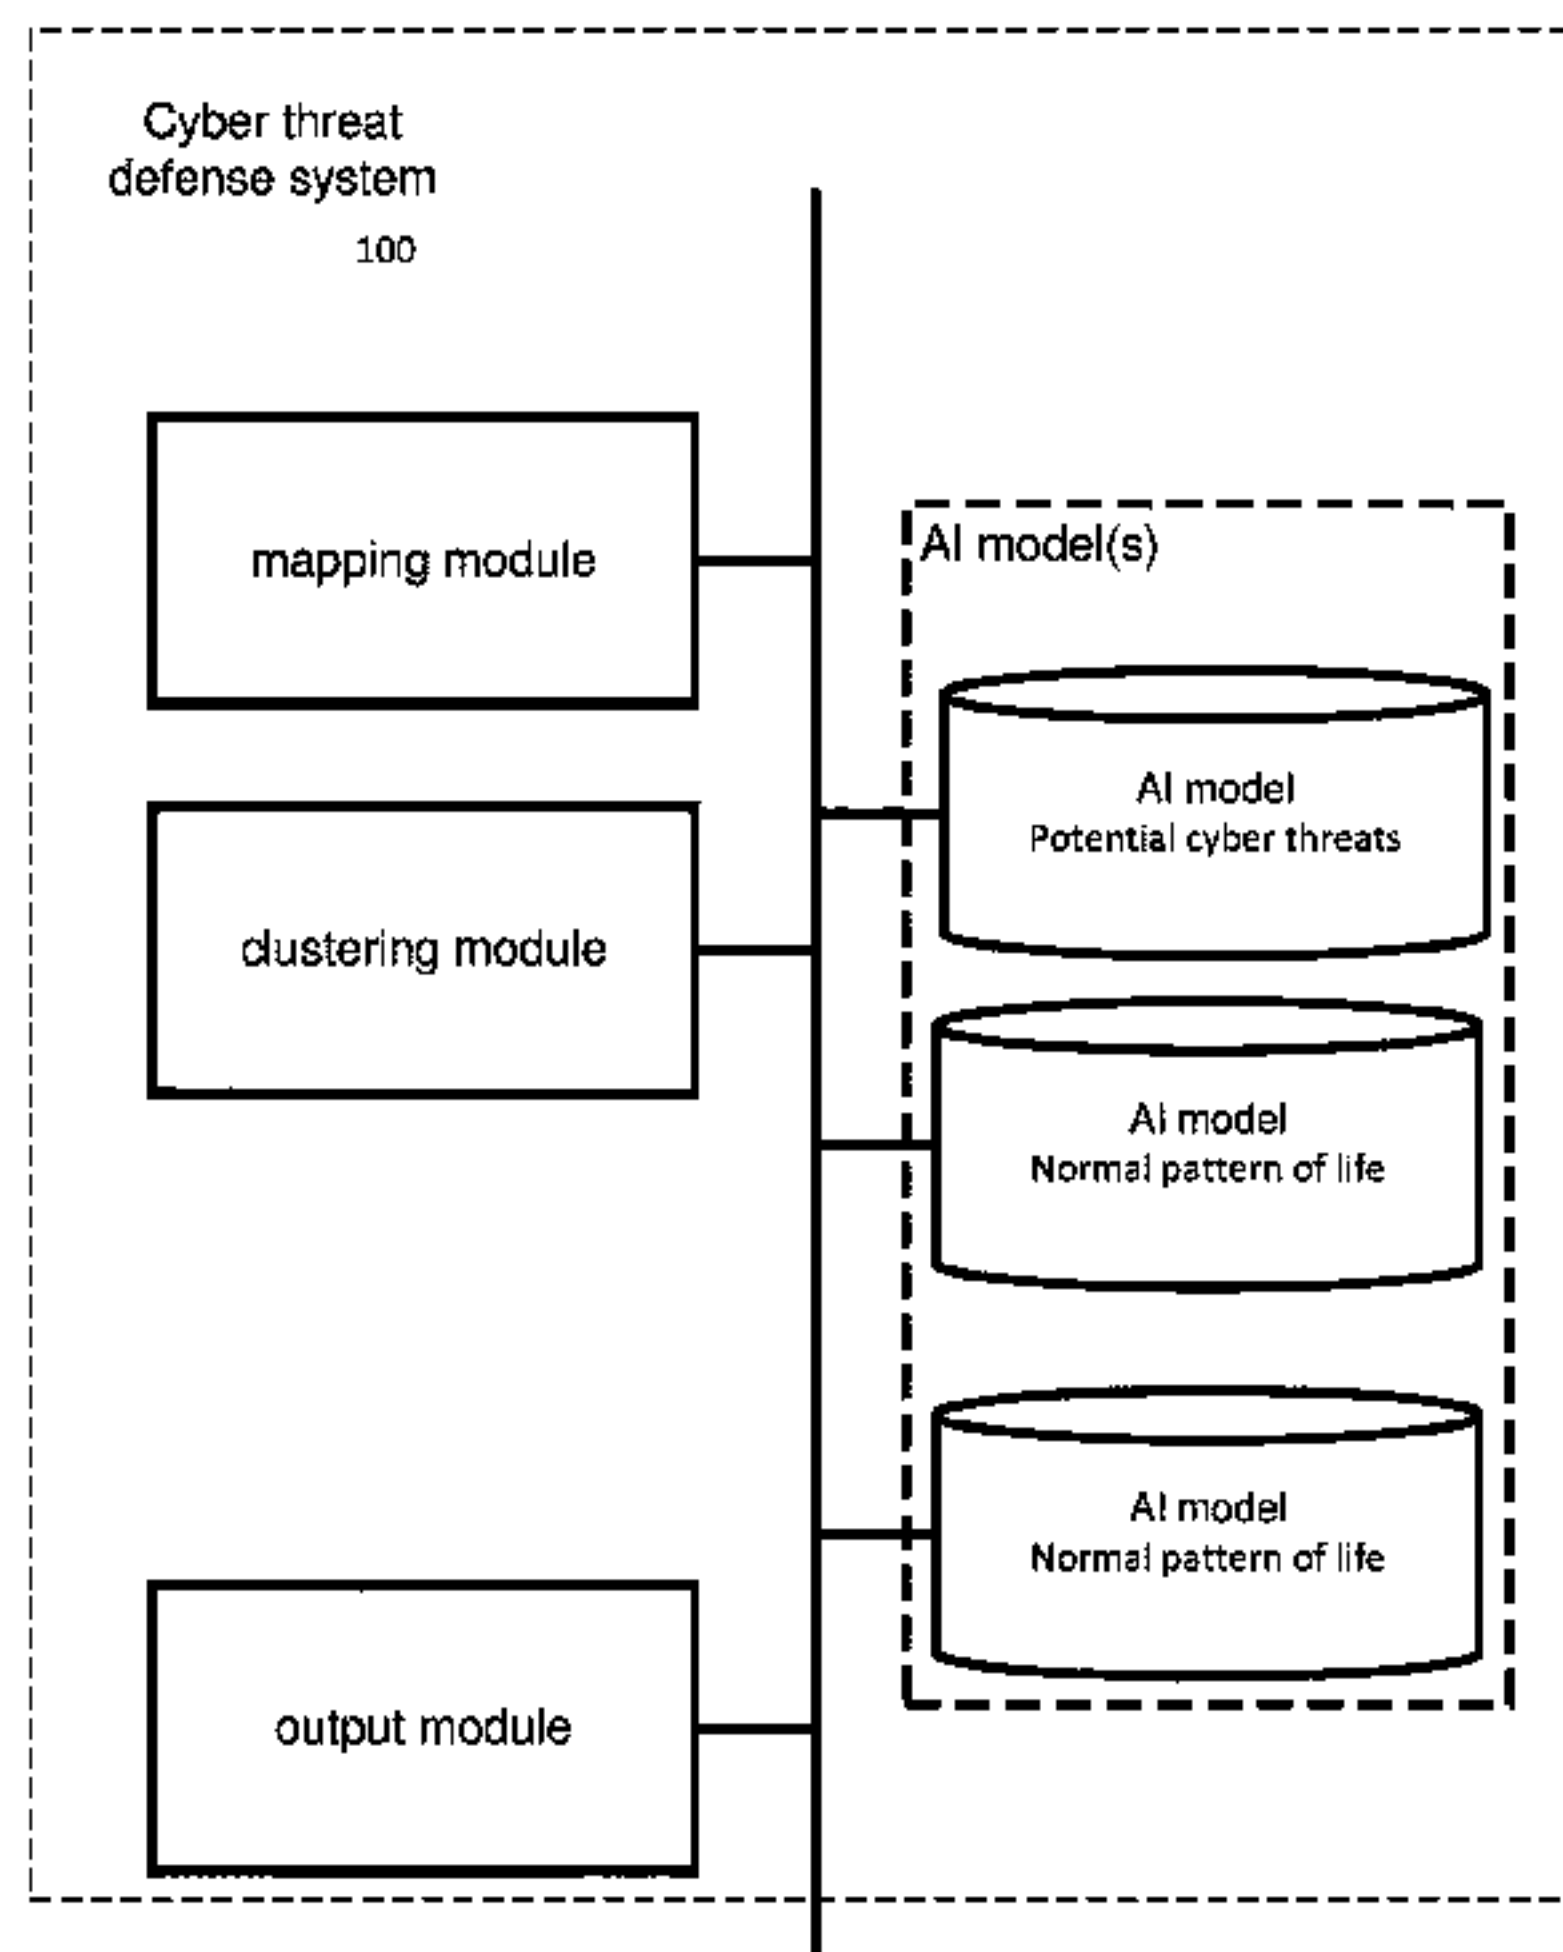 Cyber threat
defense system
100
mapping module
AI model(s)
AI model
Potential cyber threats
clustering module
AI model
Normal pattern of life
AI model
Normal pattern of life
output module